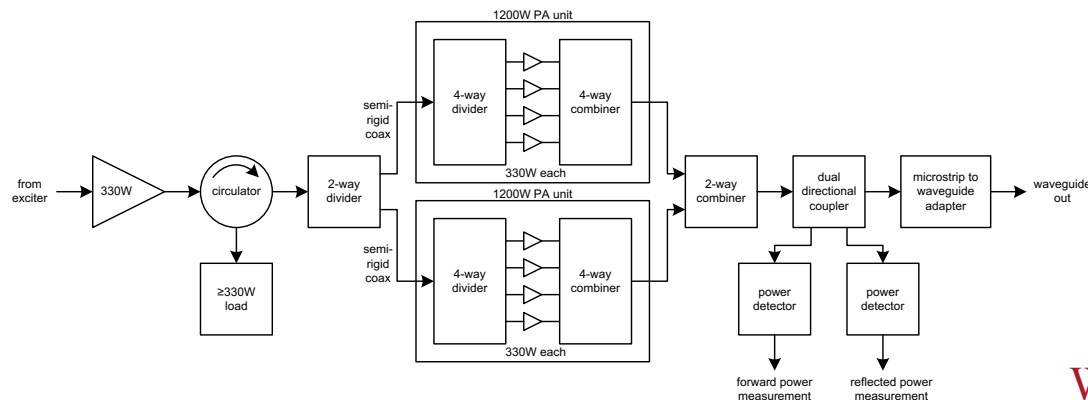 1200W PA unit
4-way
divider
4-way
combiner
330W each
semi-
rigid
coax
from
exciter
330W
circulator
≥330W
load
2-way
divider
1200W PA unit
semi-
rigid
coax
4-way
divider
4-way
combiner
330W each
2-way
combiner
dual
directional
coupler
microstrip to
waveguide
adapter
waveguide
out
power
detector
power
detector
forward power
measurement
reflected power
measurement